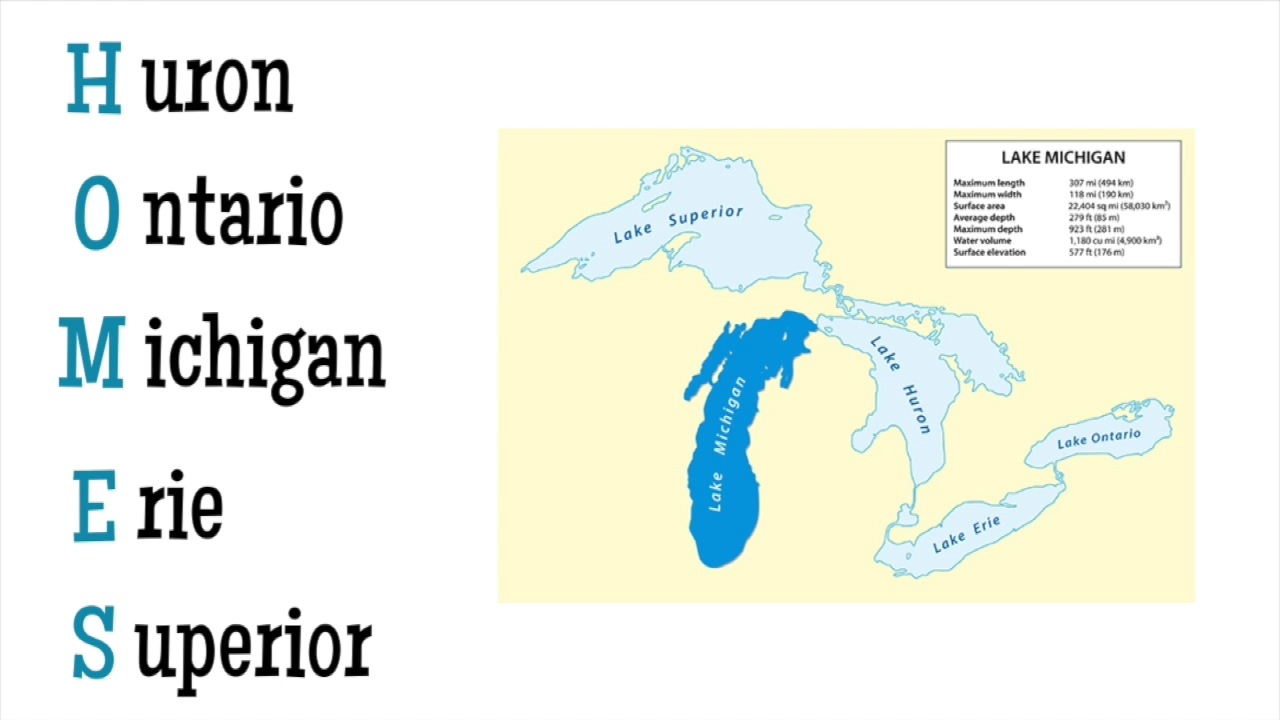 Huron
Ontario
Michigan
Erie
Superior
LAKE MICHIGAN
Maximum length 307 mi (494 km)
Maximum width 118 mi (190 km)
Surface area 22,404 sq mi (58,030 km²)
Average depth 279 ft (85 m)
Maximum depth 923 ft (281 m)
Water volume 1,180 cu mi (4,900 km³)
Surface elevation 577 ft (176 m)
Lake Superior
Lake Michigan
Lake Huron
Lake Ontario
Lake Erie